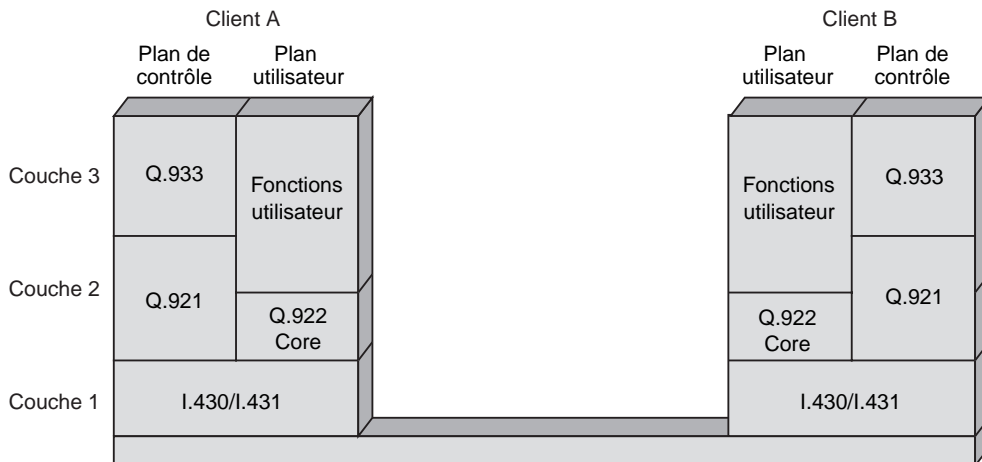 Client A
Client B
Plan de
contrôle
Plan
utilisateur
Plan
utilisateur
Plan de
contrôle
Couche 3
Q.933
Fonctions
utilisateur
Fonctions
utilisateur
Q.933
Couche 2
Q.921
Q.922
Core
Q.922
Core
Q.921
Couche 1
I.430/I.431
I.430/I.431